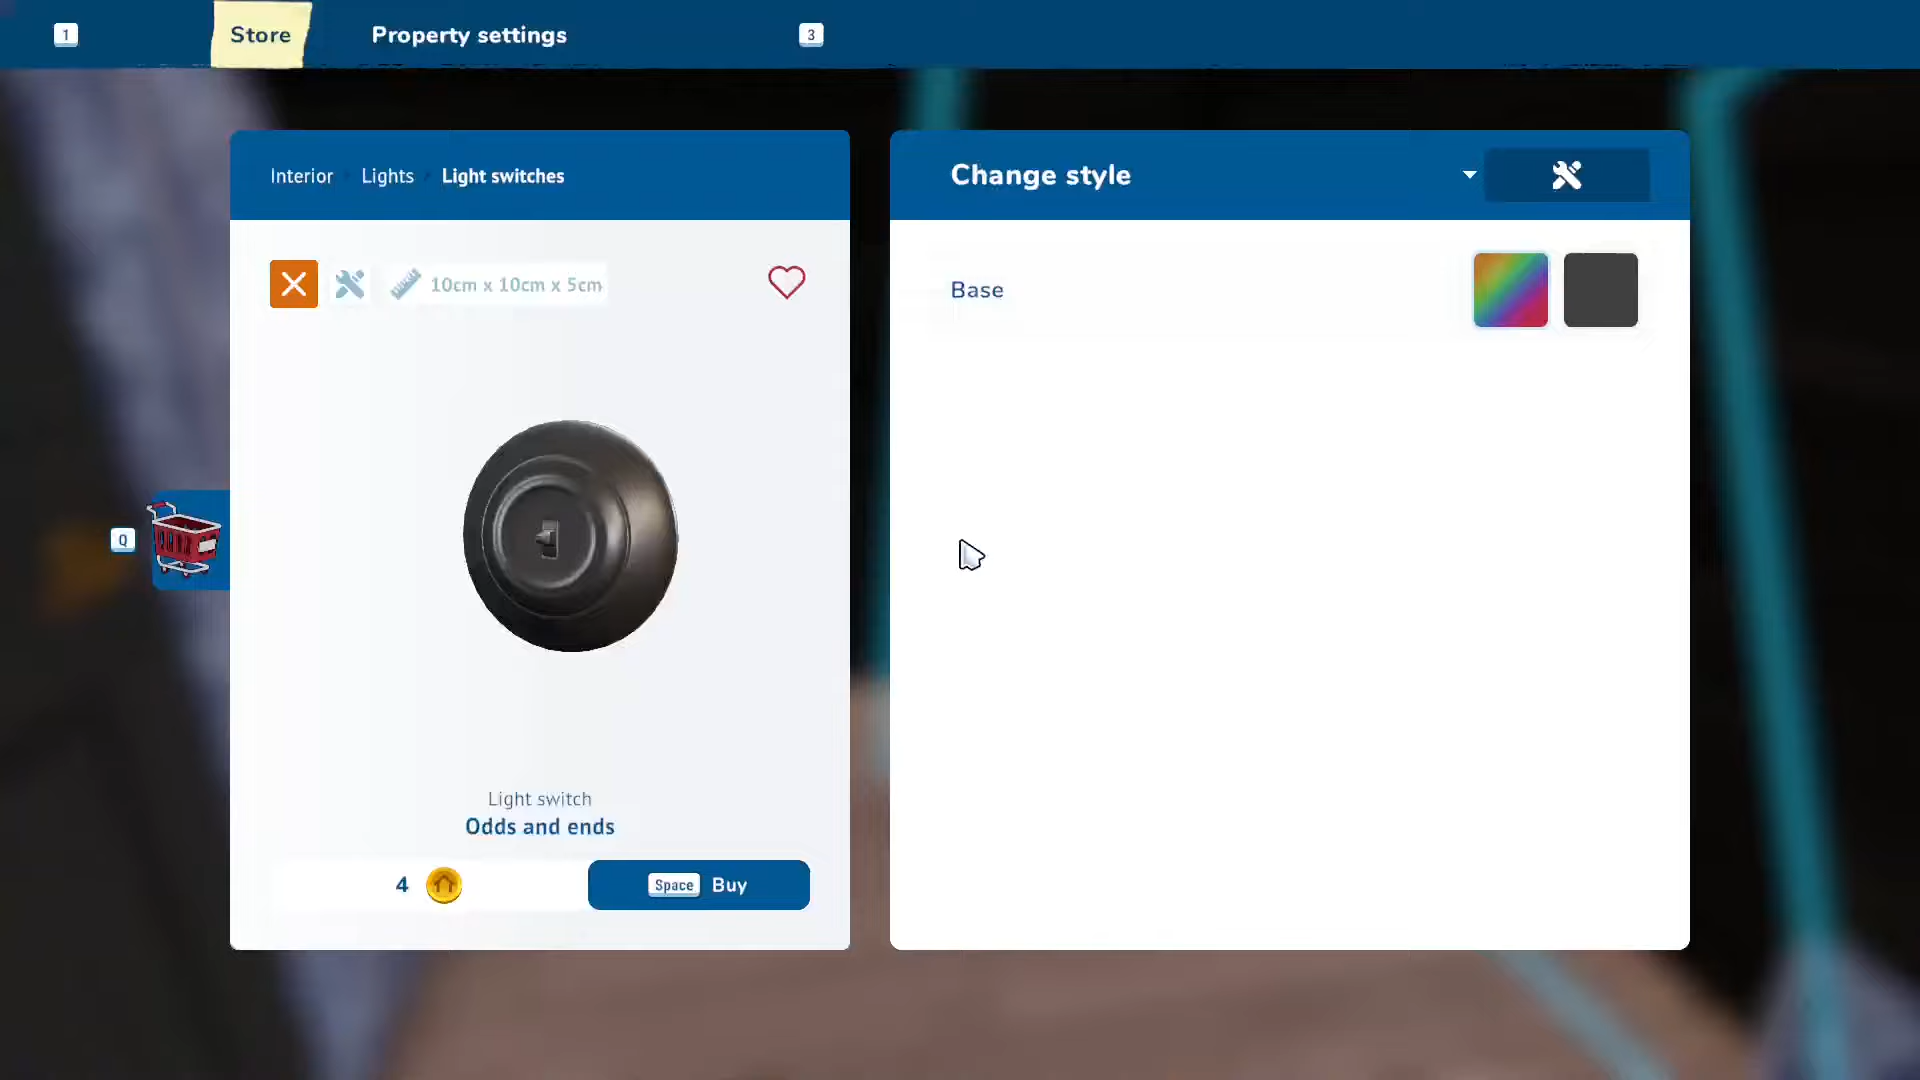 1
Store
Property settings
3
Interior Lights Light switches
10cm x 10cm x 5cm
Light switch
Odds and ends
4
Space Buy
Q
Change style
Base